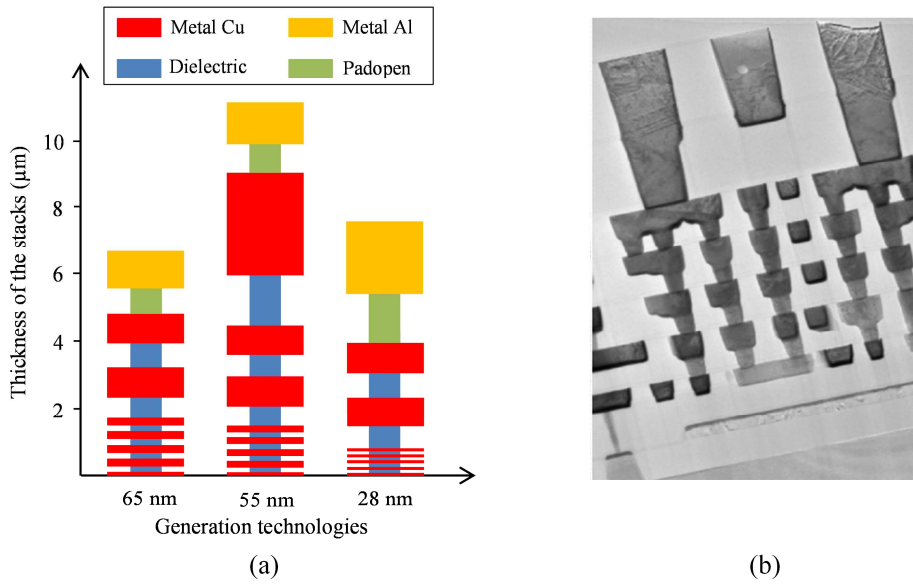 Metal Cu
Metal Al
Dielectric
Padopen
Thickness of the stacks (μm)
10
8
6
4
2
65 nm
55 nm
28 nm
Generation technologies
(a)
(b)